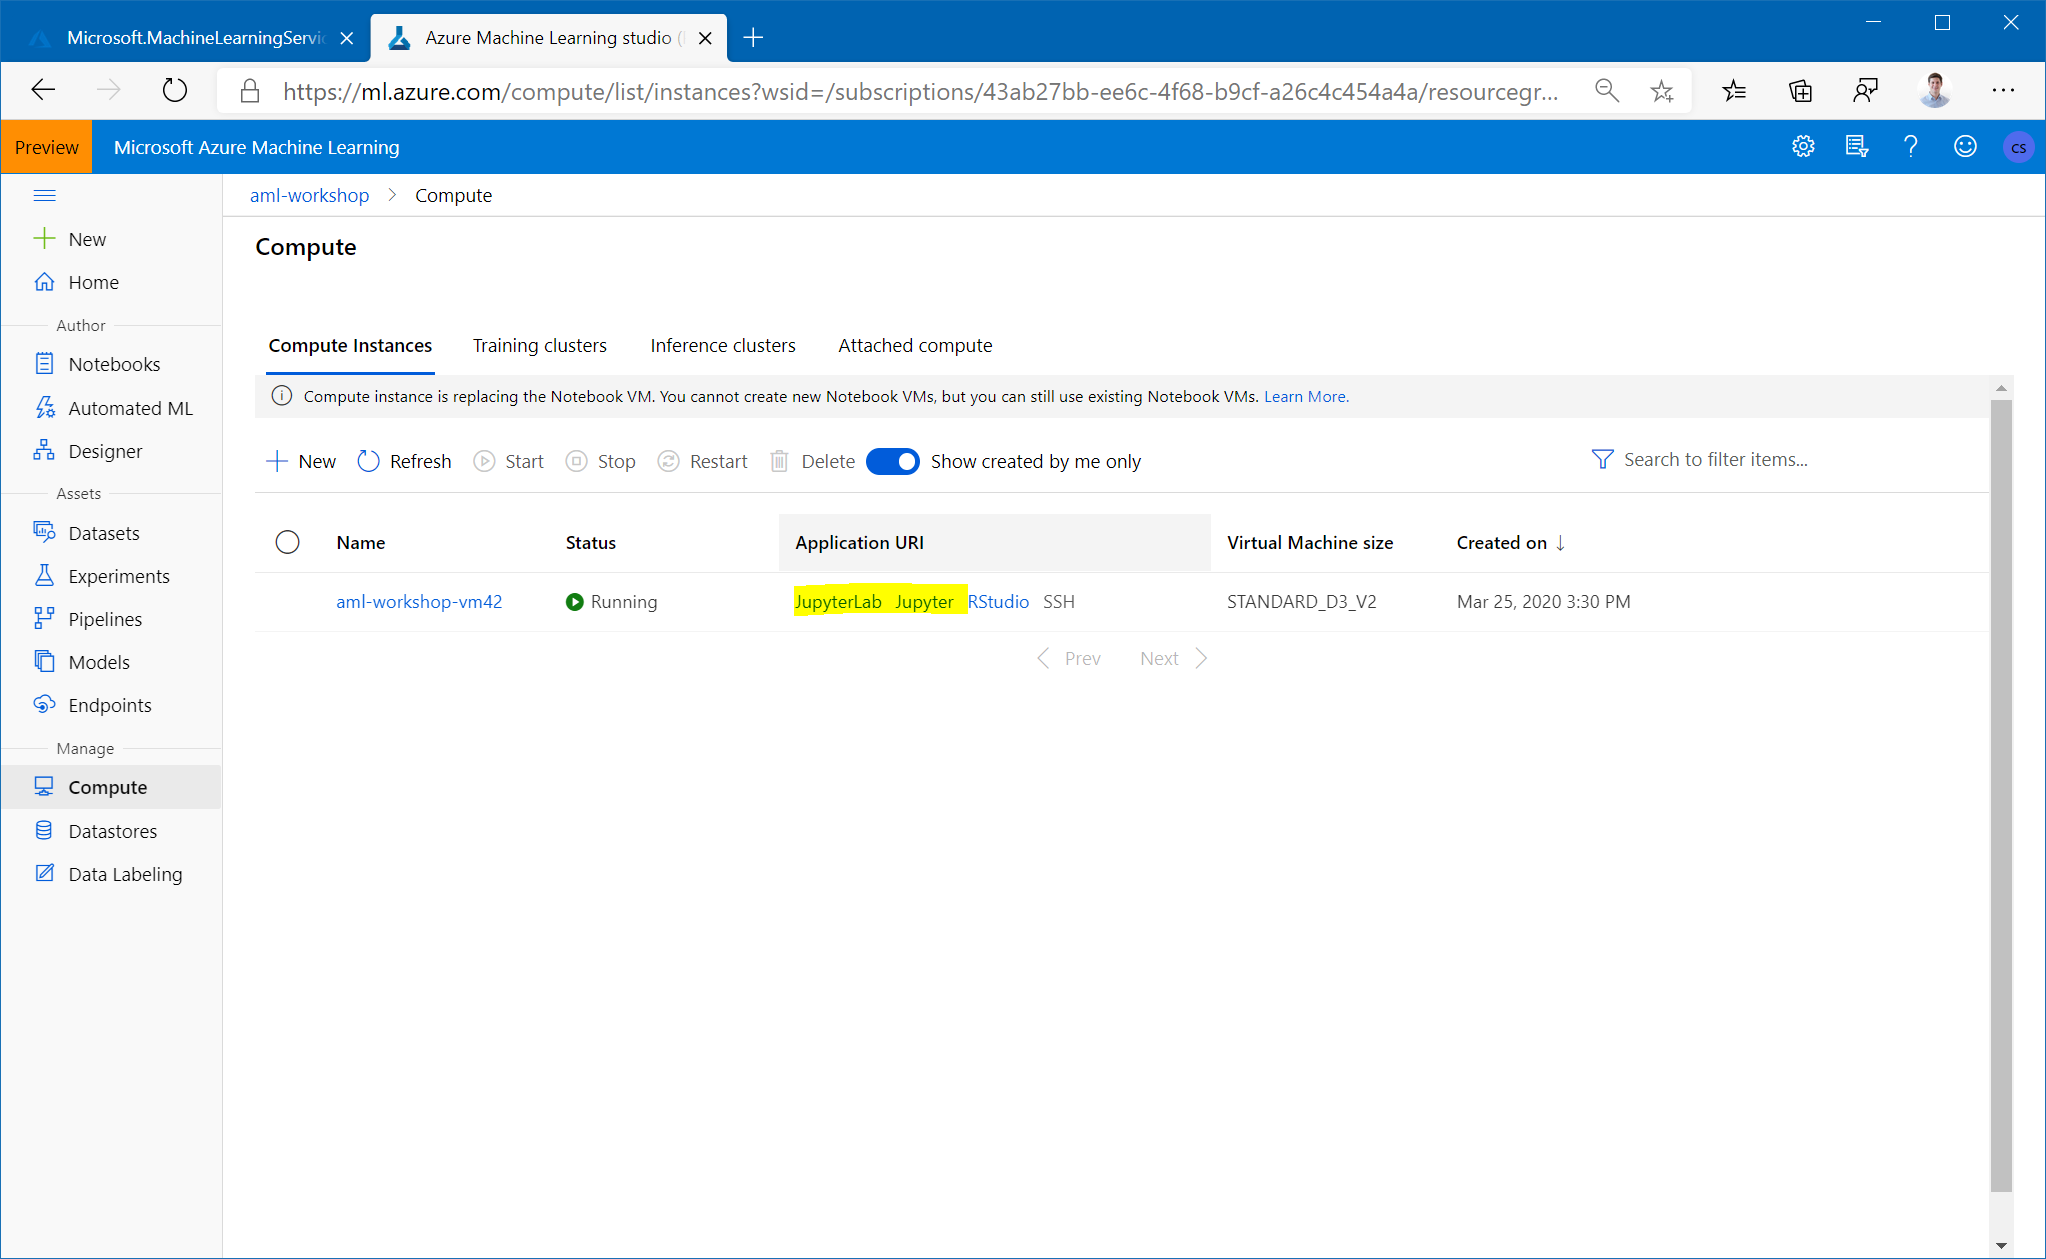 Microsoft.MachineLearningServic
Azure Machine Learning studio (
https://ml.azure.com/compute/list/instances?wsid=/subscriptions/43ab27bb-ee6c-4f68-b9cf-a26c4c454a4a/resourcegr...
Preview
Microsoft Azure Machine Learning
CS
New
Home
Author
Notebooks
Automated ML
Designer
Assets
Datasets
Experiments
Pipelines
Models
Endpoints
Manage
Compute
Datastores
Data Labeling
aml-workshop > Compute
Compute
Compute Instances Training clusters Inference clusters Attached compute
Compute instance is replacing the Notebook VM. You cannot create new Notebook VMs, but you can still use existing Notebook VMs. Learn More.
New Refresh Start Stop Restart Delete Show created by me only Search to filter items...
Name Status Application URI Virtual Machine size Created on ↓
aml-workshop-vm42 Running JupyterLab Jupyter RStudio SSH STANDARD_D3_V2 Mar 25, 2020 3:30 PM
Prev Next